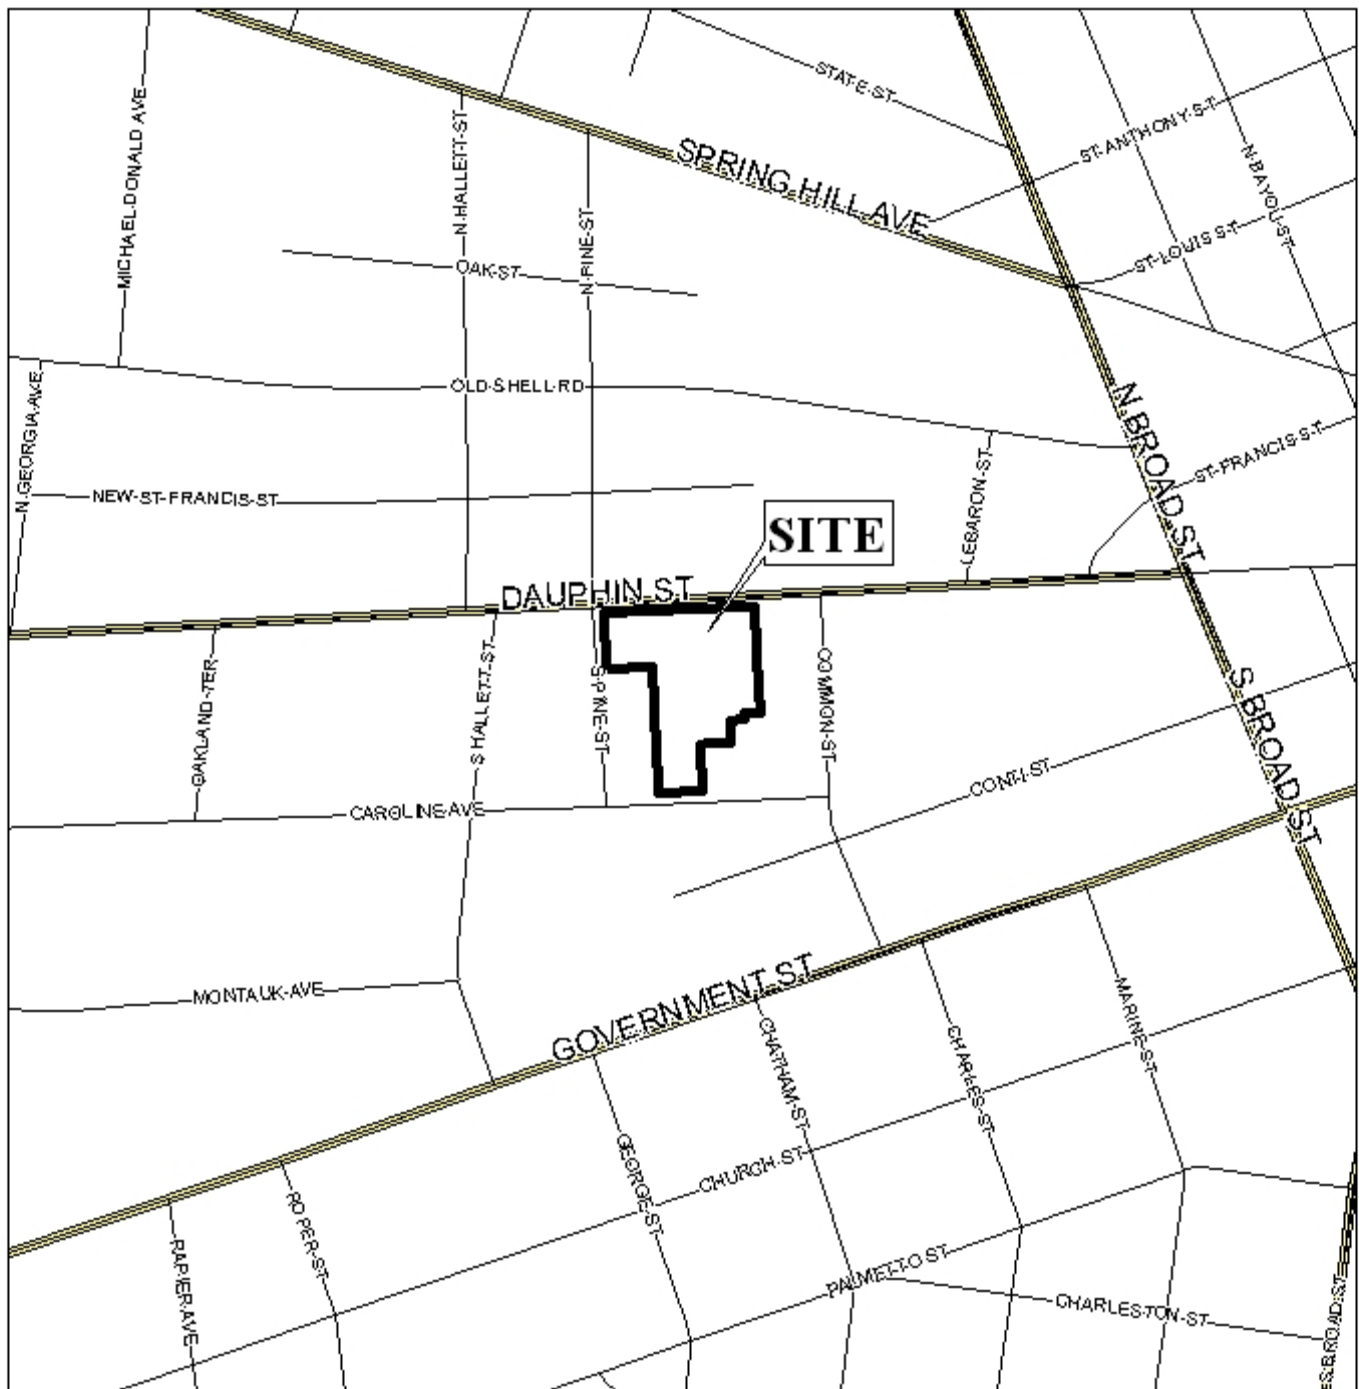 STATE ST
MICHAEL DONALD AVE
N HALLETT ST
ST ANTHONY ST
SPRING HILL AVE
N BAYOU ST
N PINE ST
ST LOUIS ST
OAK ST
OLD SHELL RD
N GEORGIA AVE
N BROAD ST
ST FRANCIS ST
NEW ST FRANCIS ST
LEBARON ST
SITE
DAUPHIN ST
OAKLAND TER
S HALLETT ST
S PINE ST
COMMON ST
S BROAD ST
CONTI ST
CAROLINE AVE
MONTAUK AVE
GOVERNMENT ST
MARINE ST
CHATHAM ST
CHARLES ST
GEORGE ST
CHURCH ST
ROPER ST
RAPIER AVE
PALMETTO ST
CHARLESTON ST
S BROAD ST